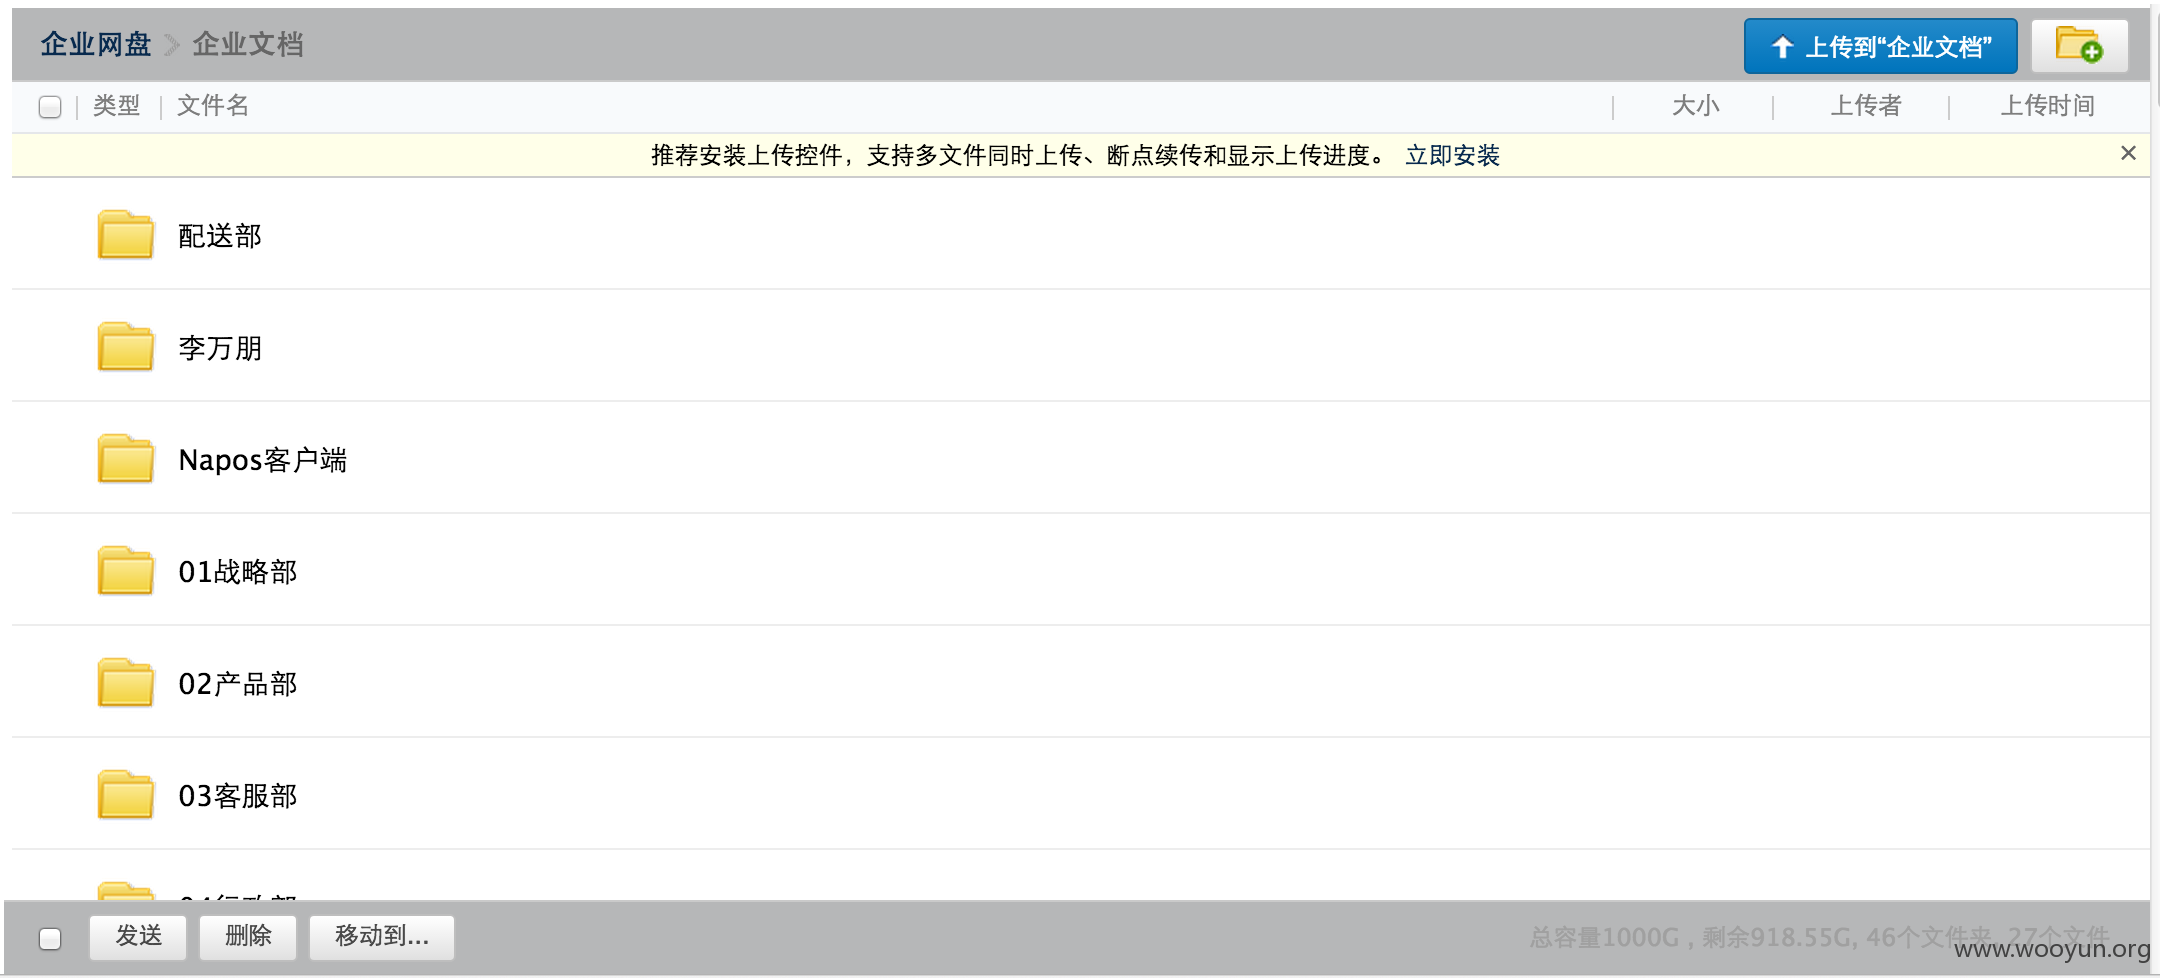 企业网盘 企业文档 上传到“企业文档”
类型 文件名 大小 上传者 上传时间
推荐安装上传控件，支持多文件同时上传、断点续传和显示上传进度。 立即安装
配送部
李万朋
Napos客户端
01战略部
02产品部
03客服部
04行政部
发送 删除 移动到... 总容量1000G , 剩余918.55G, 46个文件夹, 27个文件
www.wooyun.org